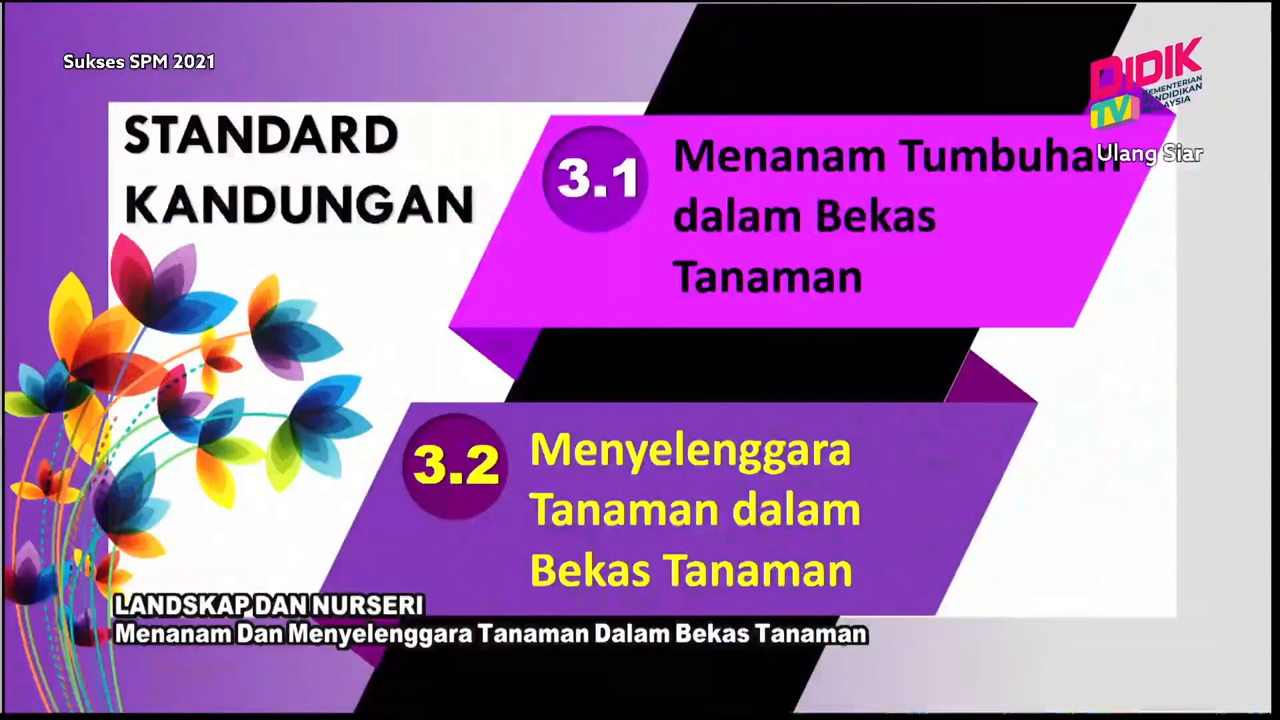 Sukses SPM 2021
DIDIK
TV
KEMENTERIAN
PENDIDIKAN
MALAYSIA
Ulang Siar
STANDARD
KANDUNGAN
3.1
Menanam Tumbuhan
dalam Bekas
Tanaman
3.2
Menyelenggara
Tanaman dalam
Bekas Tanaman
LANDSKAP DAN NURSERI
Menanam Dan Menyelenggara Tanaman Dalam Bekas Tanaman